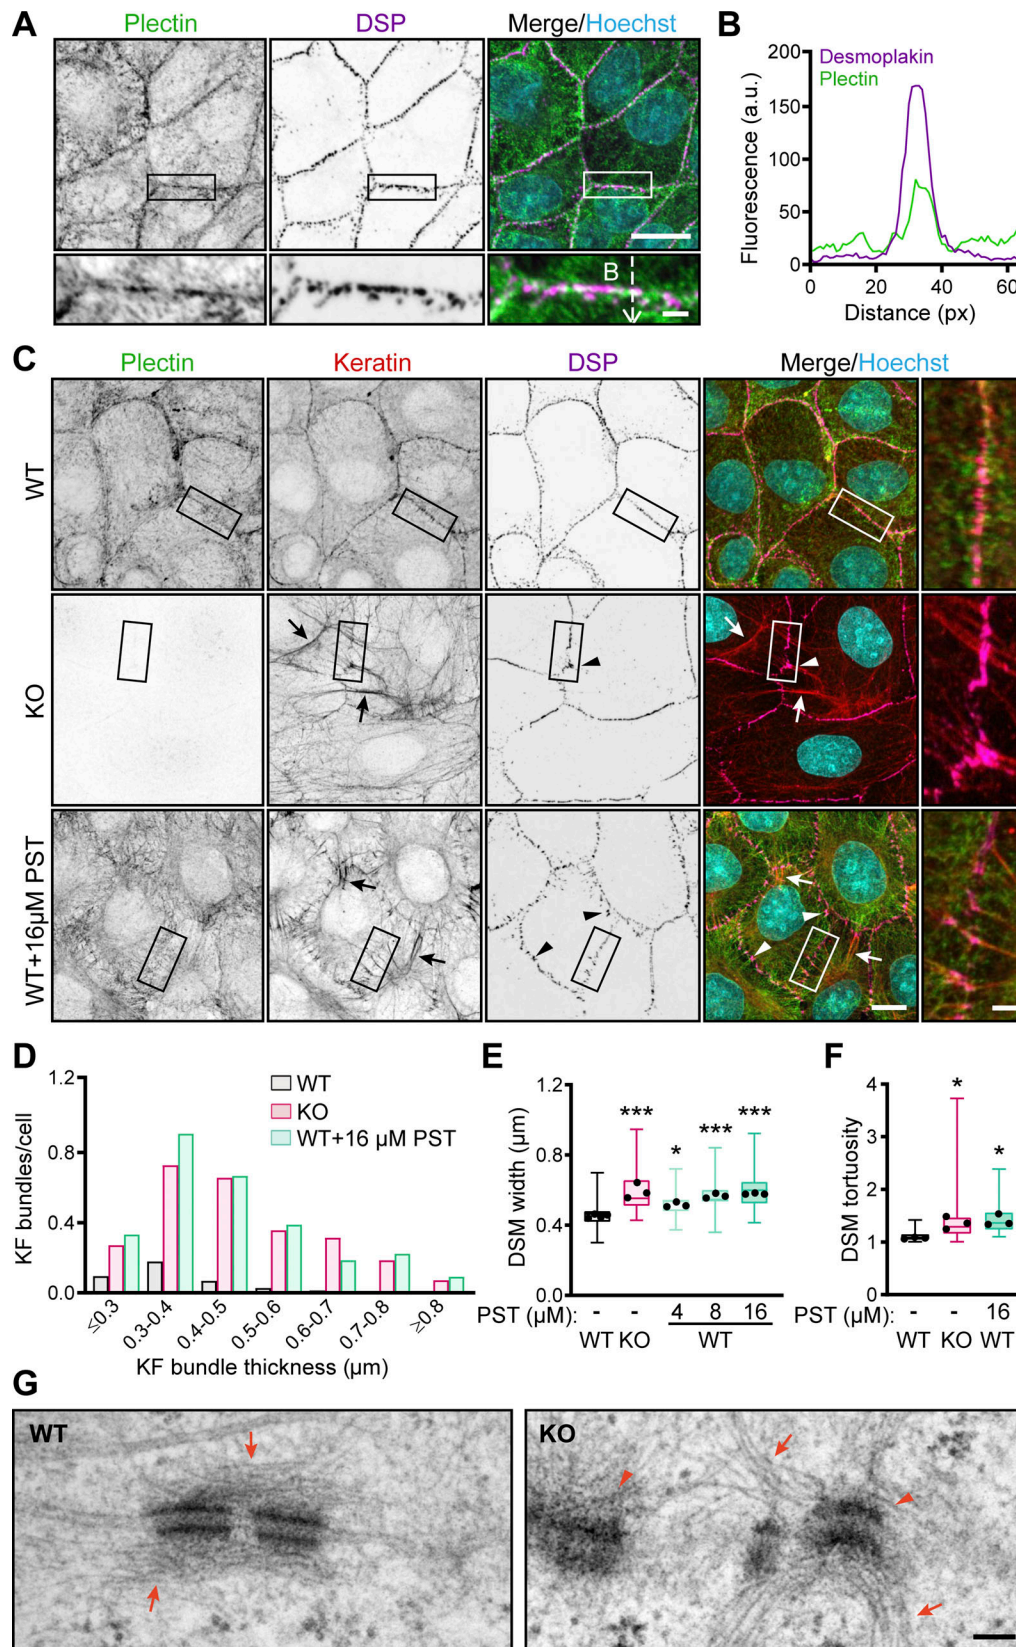 A
Plectin
DSP
Merge/Hoechst
B
B
Desmoplakin
Plectin
Fluorescence (a.u.)
200
150
100
50
0
0 20 40 60
Distance (px)
C
Plectin
Keratin
DSP
Merge/Hoechst
WT
KO
WT+16µM PST
D
KF bundles/cell
1.2
0.8
0.4
0.0
WT
KO
WT+16 µM PST
≤0.3 0.3-0.4 0.4-0.5 0.5-0.6 0.6-0.7 0.7-0.8 ≥0.8
KF bundle thickness (µm)
E
DSM width (µm)
1.2
0.8
0.4
0.0
*** * *** ***
PST (µM): - - 4 8 16
WT KO WT
F
DSM tortuosity
4
3
2
1
0
* *
PST (µM): - - 16
WT KO WT
G
WT
KO